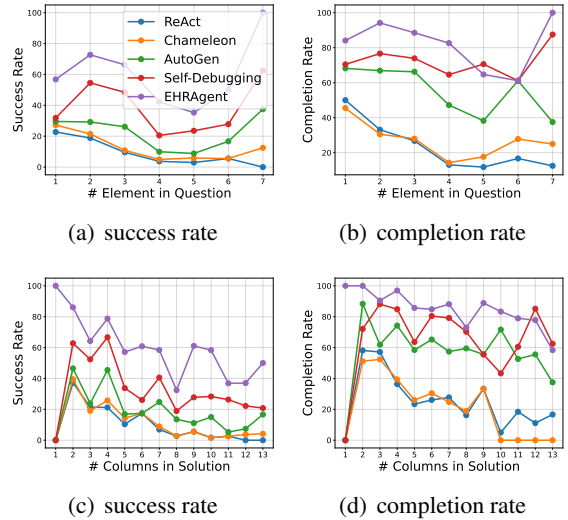 100
80
60
40
20
0
Success Rate
ReAct
Chameleon
AutoGen
Self-Debugging
EHRAgent
1 2 3 4 5 6 7
# Element in Question
(a) success rate
100
80
60
40
20
Completion Rate
1 2 3 4 5 6 7
# Element in Question
(b) completion rate
100
80
60
40
20
0
Success Rate
1 2 3 4 5 6 7 8 9 10 11 12 13
# Columns in Solution
(c) success rate
100
80
60
40
20
0
Completion Rate
1 2 3 4 5 6 7 8 9 10 11 12 13
# Columns in Solution
(d) completion rate